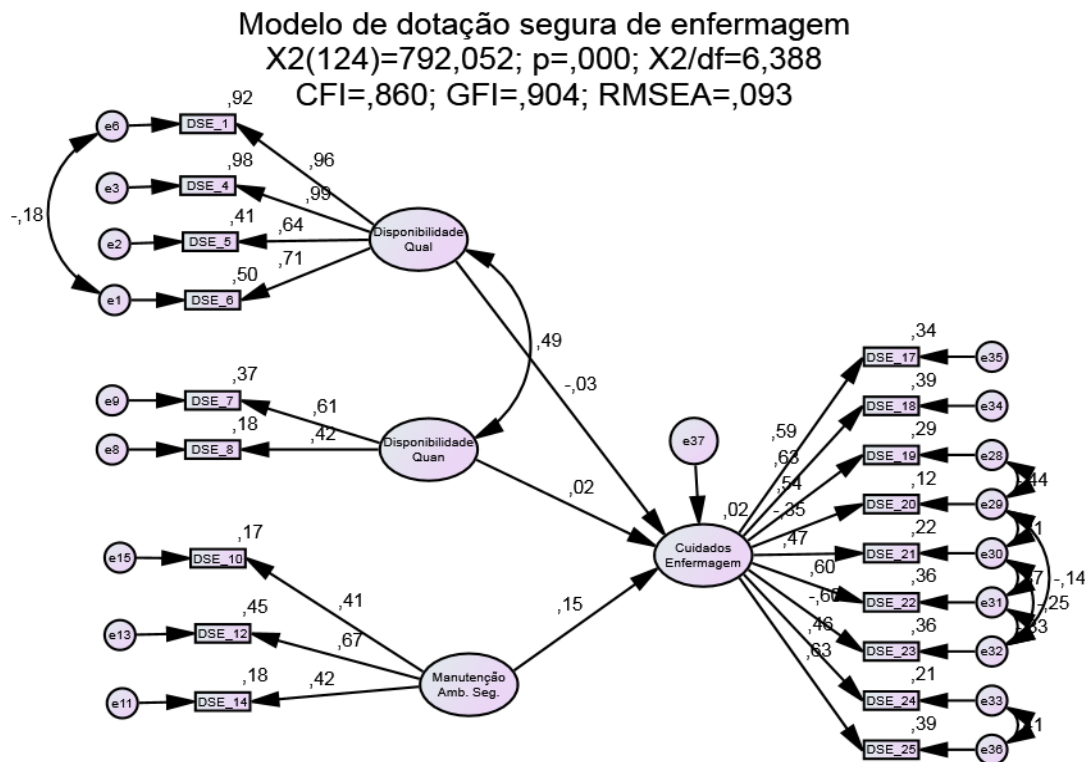 Modelo de dotação segura de enfermagem
X2(124)=792,052; p=,000; X2/df=6,388
CFI=,860; GFI=,904; RMSEA=,093
,92
e6
DSE_1
,96
,98
e3
DSE_4
,99
-,18
,41
e2
DSE_5
,64
Disponibilidade
Qual
,50
,71
e1
DSE_6
,49
-,03
,37
e9
DSE_7
,61
,18
e8
DSE_8
,42
Disponibilidade
Quan
,02
,17
e15
DSE_10
,41
,45
e13
DSE_12
,67
,15
,18
e11
DSE_14
,42
Manutenção
Amb. Seg.
e37
,02
Cuidados
Enfermagem
,34
DSE_17
e35
,59
,39
DSE_18
e34
,63
,29
DSE_19
e28
,54
,12
DSE_20
e29
-,35
,22
DSE_21
e30
,47
,36
DSE_22
e31
,60
-,14
-,25
,36
DSE_23
e32
,46
,21
DSE_24
e33
,63
,39
DSE_25
e36